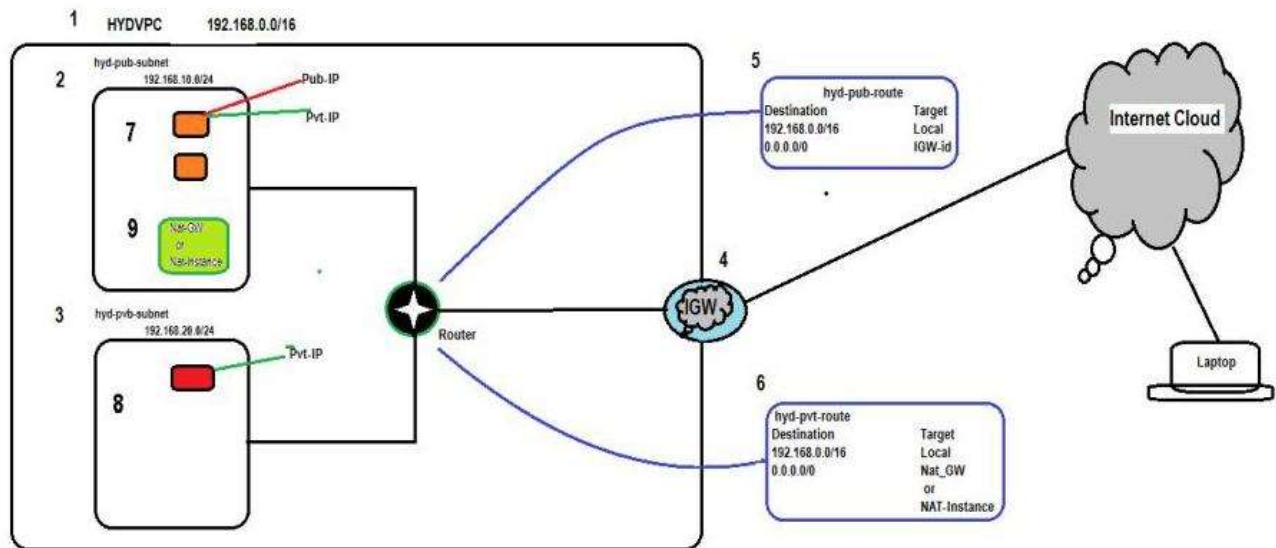 1 HYDVPC 192.168.0.0/16
2
hyd-pub-subnet
192.168.10.0/24
Pub-IP
7
Pvt-IP
9
Nat-GW
or
Nat-Instance
3
hyd-pvb-subnet
192.168.20.0/24
Pvt-IP
8
Router
4
IGW
5
hyd-pub-route
Destination Target
192.168.0.0/16 Local
0.0.0.0/0 IGW-id
6
hyd-pvt-route
Destination Target
192.168.0.0/16 Local
0.0.0.0/0 Nat_GW
or
NAT-Instance
Internet Cloud
Laptop